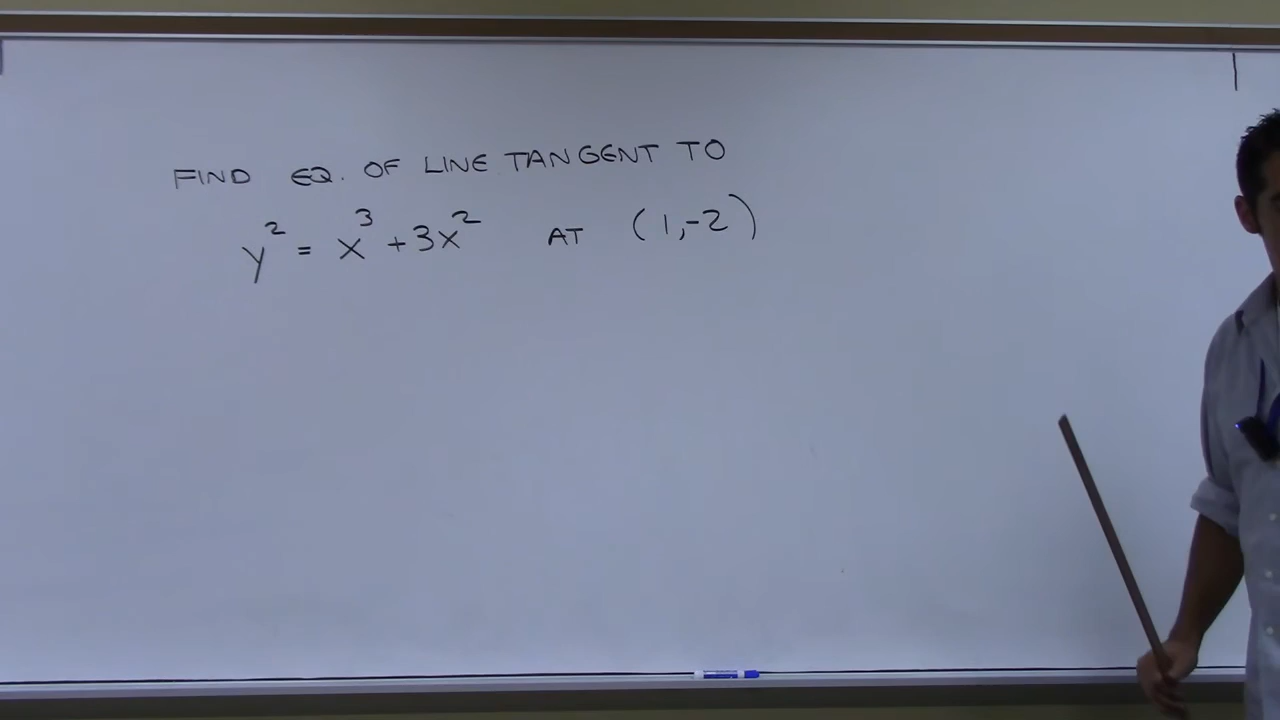 FIND EQ. OF LINE TANGENT TO
y² = x³ + 3x² AT (1,-2)